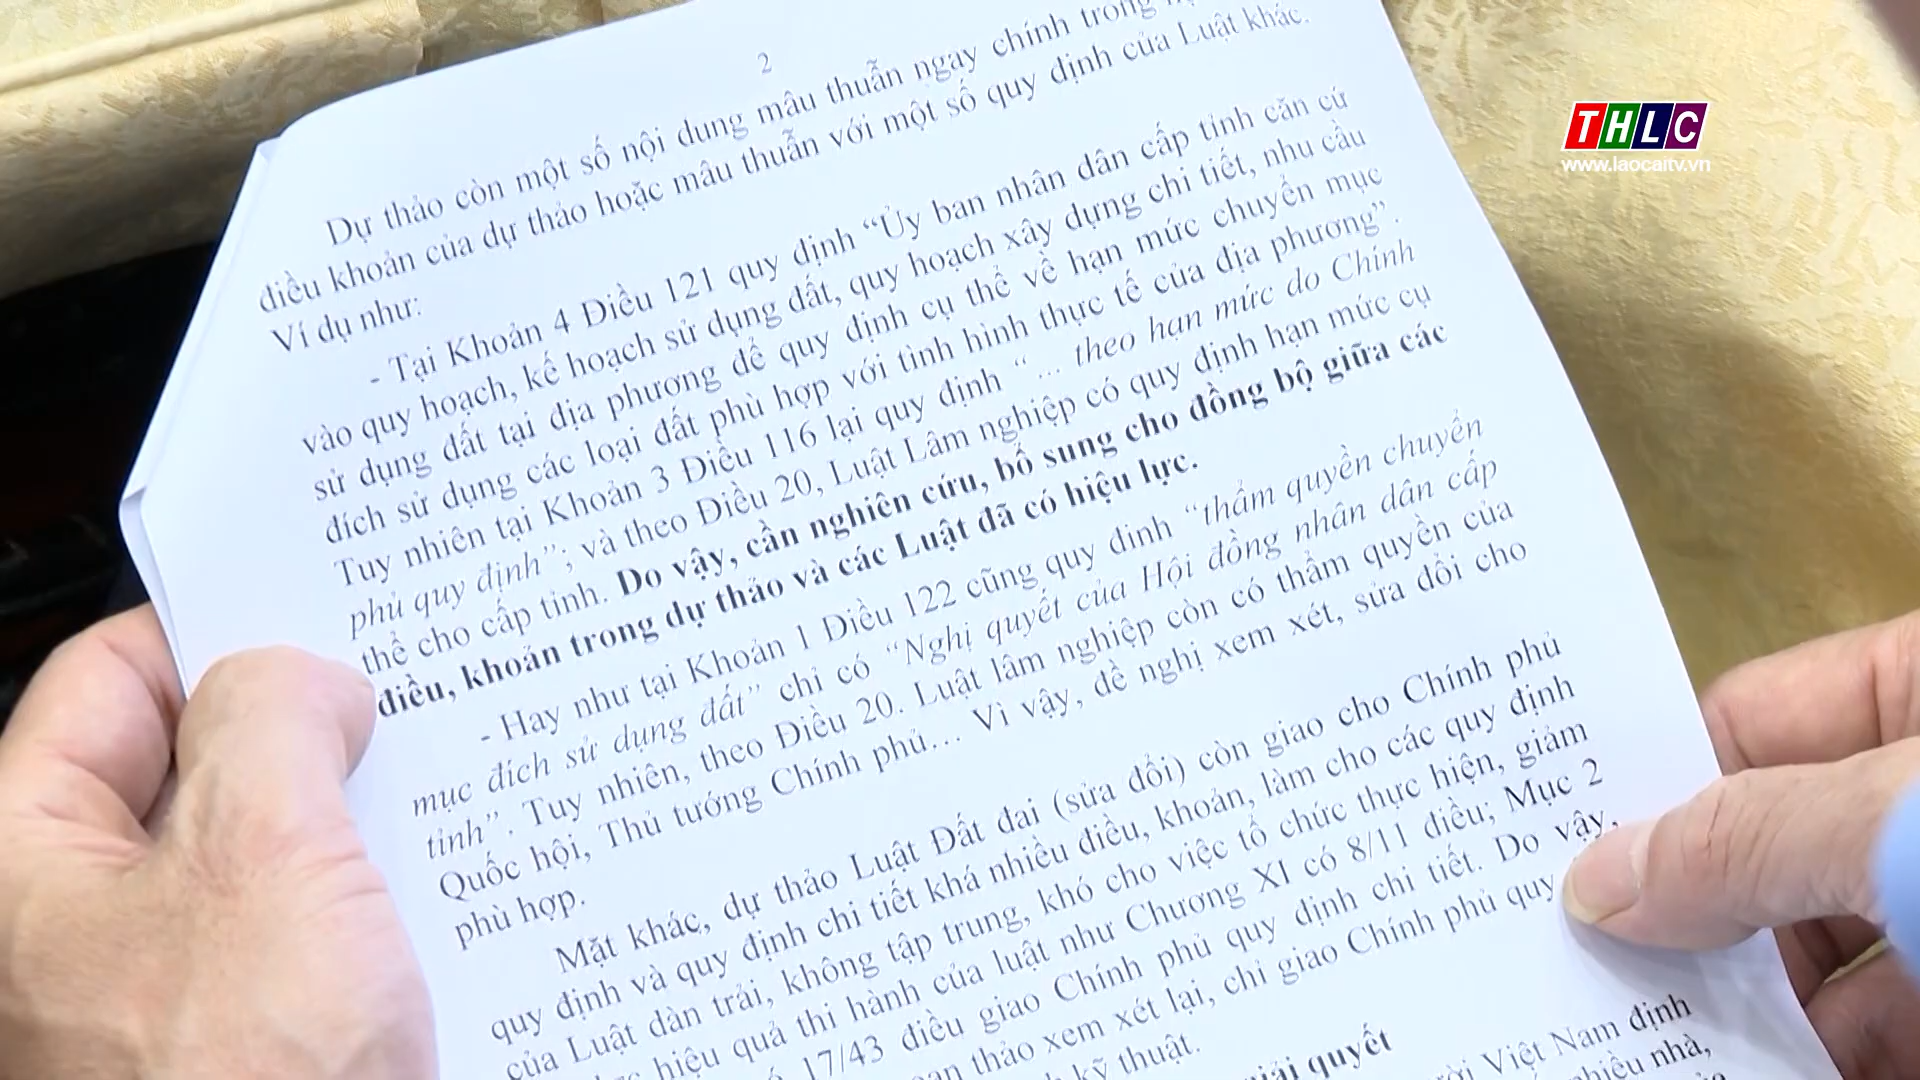 2
Dự thảo còn một số nội dung mâu thuẫn ngay chính trong
điều khoản của dự thảo hoặc mâu thuẫn với một số quy định của Luật khác.
Ví dụ như:
- Tại Khoản 4 Điều 121 quy định “Ủy ban nhân dân cấp tỉnh căn cứ
vào quy hoạch, kế hoạch sử dụng đất, quy hoạch xây dựng chi tiết, nhu cầu
sử dụng đất tại địa phương để quy định cụ thể về hạn mức chuyển mục
đích sử dụng các loại đất phù hợp với tình hình thực tế của địa phương”.
Tuy nhiên tại Khoản 3 Điều 116 lại quy định “... theo hạn mức do Chính
phủ quy định”; và theo Điều 20, Luật Lâm nghiệp có quy định hạn mức cụ
thể cho cấp tỉnh. Do vậy, cần nghiên cứu, bổ sung cho đồng bộ giữa các
điều, khoản trong dự thảo và các Luật đã có hiệu lực.
- Hay như tại Khoản 1 Điều 122 cũng quy định “thẩm quyền chuyển
mục đích sử dụng đất” chỉ có “Nghị quyết của Hội đồng nhân dân cấp
tỉnh”. Tuy nhiên, theo Điều 20. Luật lâm nghiệp còn có thẩm quyền của
Quốc hội, Thủ tướng Chính phủ... Vì vậy, đề nghị xem xét, sửa đổi cho
phù hợp.
Mặt khác, dự thảo Luật Đất đai (sửa đổi) còn giao cho Chính phủ
quy định và quy định chi tiết khá nhiều điều, khoản, làm cho các quy định
của Luật dàn trải, không tập trung, khó cho việc tổ chức thực hiện, giảm
hiệu quả thi hành của luật như Chương XI có 8/11 điều; Mục 2
17/43 điều giao Chính phủ quy định chi tiết. Do vậy,
thảo xem xét lại, chỉ giao Chính phủ quy
kỹ thuật.
giải quyết
Việt Nam định
nhiều nhà,
THLC
www.laocaitv.vn